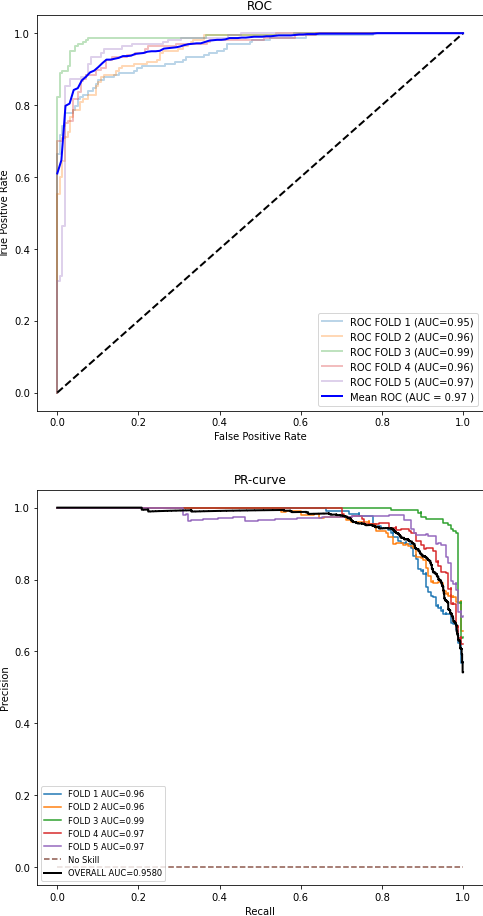 ROC
1.0
0.8
0.6
0.4
0.2
0.0
True Positive Rate
ROC FOLD 1 (AUC=0.95)
ROC FOLD 2 (AUC=0.96)
ROC FOLD 3 (AUC=0.99)
ROC FOLD 4 (AUC=0.96)
ROC FOLD 5 (AUC=0.97)
Mean ROC (AUC = 0.97 )
0.0 0.2 0.4 0.6 0.8 1.0
False Positive Rate
PR-curve
1.0
0.8
0.6
0.4
0.2
0.0
Precision
FOLD 1 AUC=0.96
FOLD 2 AUC=0.96
FOLD 3 AUC=0.99
FOLD 4 AUC=0.97
FOLD 5 AUC=0.97
No Skill
OVERALL AUC=0.9580
0.0 0.2 0.4 0.6 0.8 1.0
Recall